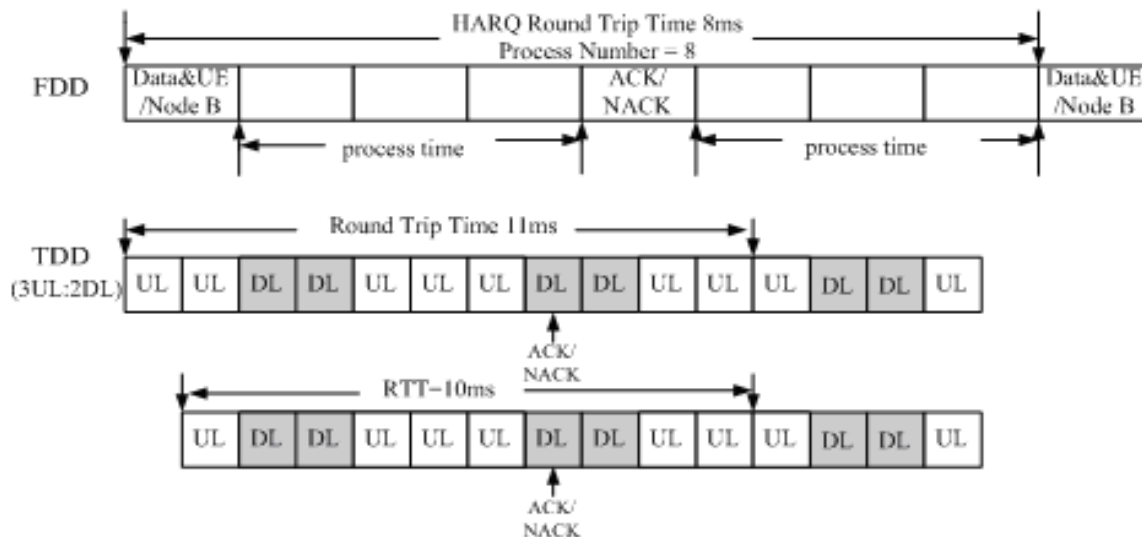 HARQ Round Trip Time 8ms
Process Number = 8
FDD
Data&UE
/Node B
ACK/
NACK
Data&UE
/Node B
process time
process time
Round Trip Time 11ms
TDD
(3UL:2DL)
UL UL DL DL UL UL UL DL DL UL UL UL DL DL UL
ACK/
NACK
RTT=10ms
UL DL DL UL UL UL DL DL UL UL UL DL DL UL
ACK/
NACK